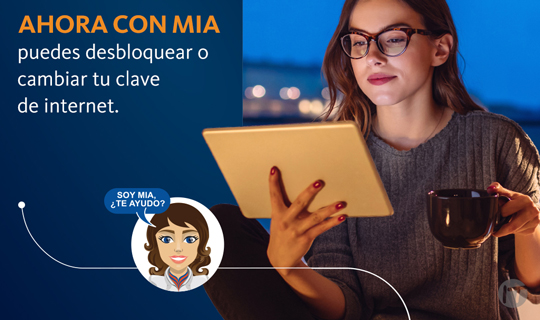 AHORA CON MIA
puedes desbloquear o
cambiar tu clave
de internet.
SOY MIA,
¿TE AYUDO?